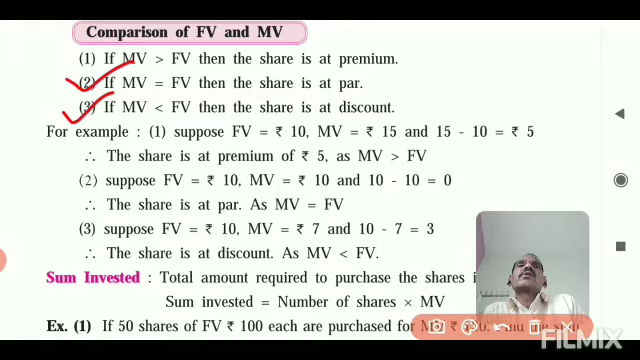 Comparison of FV and MV
(1) If MV > FV then the share is at premium.
(2) If MV = FV then the share is at par.
(3) If MV < FV then the share is at discount.
For example : (1) suppose FV = ₹ 10, MV = ₹ 15 and 15 - 10 = ₹ 5
∴ The share is at premium of ₹ 5, as MV > FV
(2) suppose FV = ₹ 10, MV = ₹ 10 and 10 - 10 = 0
∴ The share is at par. As MV = FV
(3) suppose FV = ₹ 10, MV = ₹ 7 and 10 - 7 = 3
∴ The share is at discount. As MV < FV.
Sum Invested : Total amount required to purchase the shares
Sum invested = Number of shares × MV
Ex. (1) If 50 shares of FV ₹ 100 each are purchased for
FILMIX